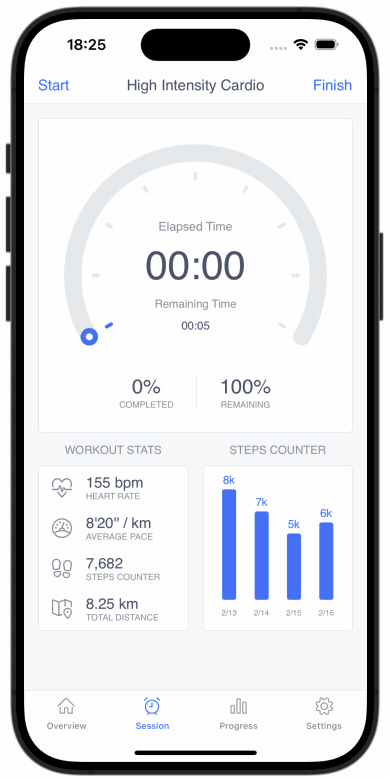 18:25
Start High Intensity Cardio Finish
Elapsed Time
00:00
Remaining Time
00:05
0% 100%
COMPLETED REMAINING
WORKOUT STATS STEPS COUNTER
155 bpm
HEART RATE
8'20" / km
AVERAGE PACE
7,682
STEPS COUNTER
8.25 km
TOTAL DISTANCE
8k 7k 5k 6k
2/13 2/14 2/15 2/16
Overview Session Progress Settings